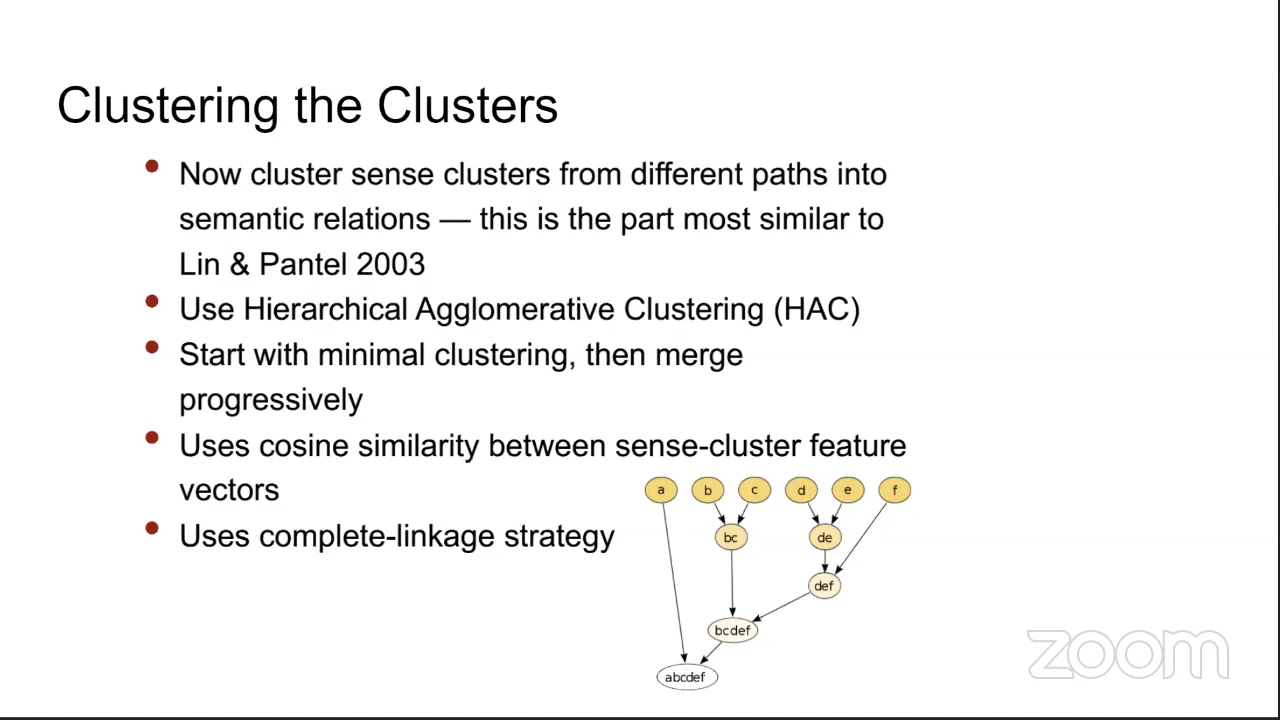 Clustering the Clusters
Now cluster sense clusters from different paths into
semantic relations — this is the part most similar to
Lin & Pantel 2003
Use Hierarchical Agglomerative Clustering (HAC)
Start with minimal clustering, then merge
progressively
Uses cosine similarity between sense-cluster feature
vectors
Uses complete-linkage strategy
a b c d e f
bc de
def
bcdef
abcdef
zoom